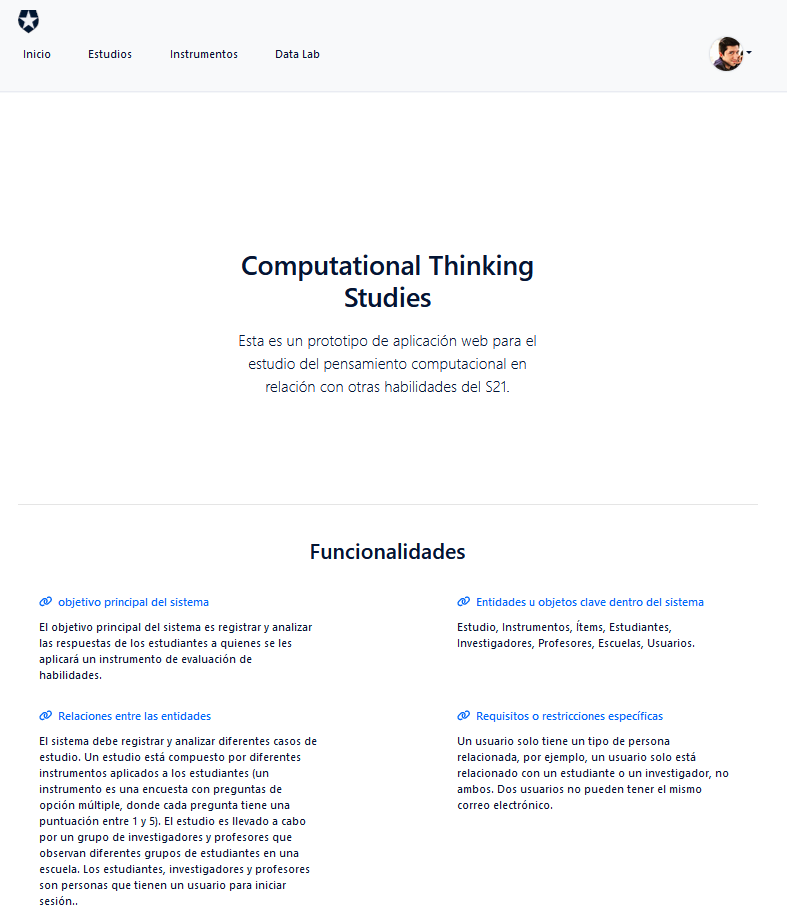 Inicio Estudios Instrumentos Data Lab
Computational Thinking
Studies
Esta es un prototipo de aplicación web para el
estudio del pensamiento computacional en
relación con otras habilidades del S21.
Funcionalidades
objetivo principal del sistema
El objetivo principal del sistema es registrar y analizar
las respuestas de los estudiantes a quienes se les
aplicará un instrumento de evaluación de
habilidades.
Entidades u objetos clave dentro del sistema
Estudio, Instrumentos, Ítems, Estudiantes,
Investigadores, Profesores, Escuelas, Usuarios.
Relaciones entre las entidades
El sistema debe registrar y analizar diferentes casos de
estudio. Un estudio está compuesto por diferentes
instrumentos aplicados a los estudiantes (un
instrumento es una encuesta con preguntas de
opción múltiple, donde cada pregunta tiene una
puntuación entre 1 y 5). El estudio es llevado a cabo
por un grupo de investigadores y profesores que
observan diferentes grupos de estudiantes en una
escuela. Los estudiantes, investigadores y profesores
son personas que tienen un usuario para iniciar
sesión..
Requisitos o restricciones específicas
Un usuario solo tiene un tipo de persona
relacionada, por ejemplo, un usuario solo está
relacionado con un estudiante o un investigador, no
ambos. Dos usuarios no pueden tener el mismo
correo electrónico.